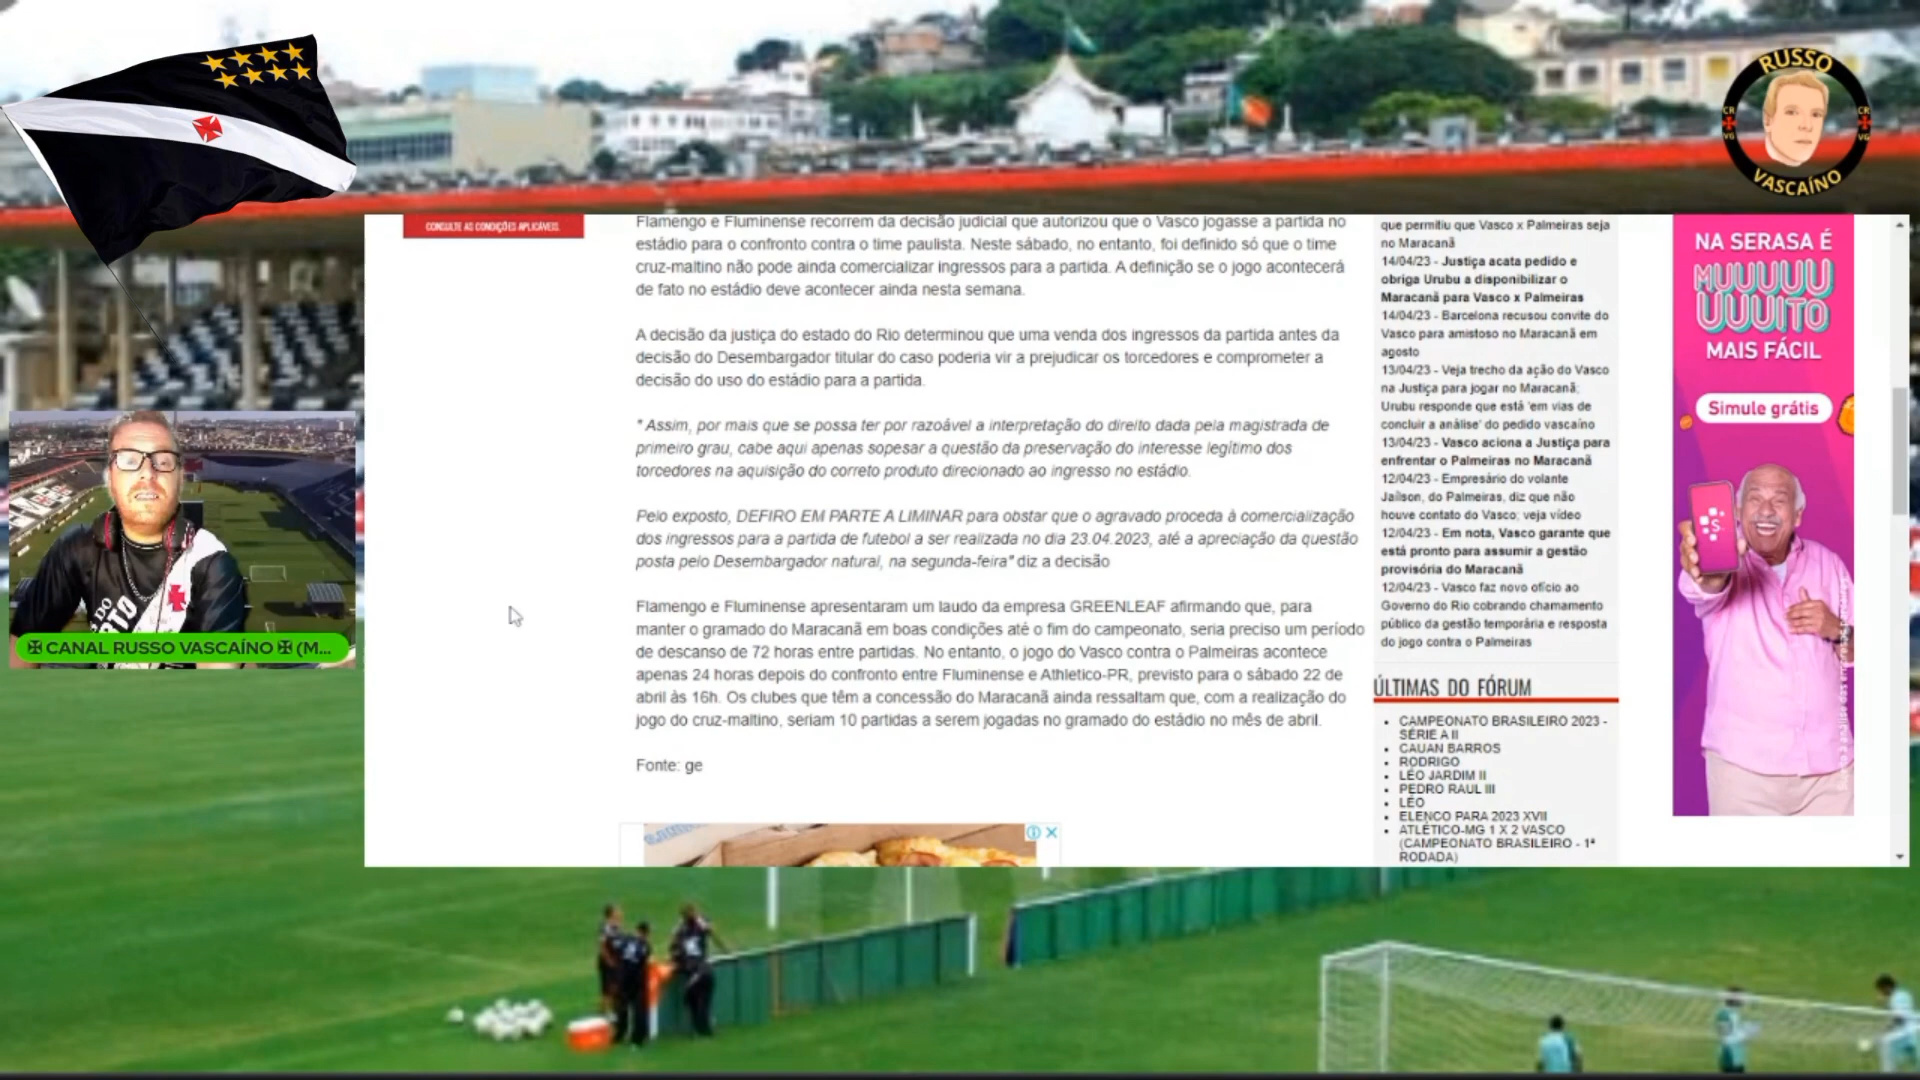 RUSSO
CR
VG
CR
VG
VASCAÍNO
CONSULTE AS CONDIÇÕES APLICÁVEIS.
Flamengo e Fluminense recorrem da decisão judicial que autorizou que o Vasco jogasse a partida no
estádio para o confronto contra o time paulista. Neste sábado, no entanto, foi definido só que o time
cruz-maltino não pode ainda comercializar ingressos para a partida. A definição se o jogo acontecerá
de fato no estádio deve acontecer ainda nesta semana.
A decisão da justiça do estado do Rio determinou que uma venda dos ingressos da partida antes da
decisão do Desembargador titular do caso poderia vir a prejudicar os torcedores e comprometer a
decisão do uso do estádio para a partida.
"Assim, por mais que se possa ter por razoável a interpretação do direito dada pela magistrada de
primeiro grau, cabe aqui apenas sopesar a questão da preservação do interesse legítimo dos
torcedores na aquisição do correto produto direcionado ao ingresso no estádio.
Pelo exposto, DEFIRO EM PARTE A LIMINAR para obstar que o agravado proceda à comercialização
dos ingressos para a partida de futebol a ser realizada no dia 23.04.2023, até a apreciação da questão
posta pelo Desembargador natural, na segunda-feira" diz a decisão
Flamengo e Fluminense apresentaram um laudo da empresa GREENLEAF afirmando que, para
manter o gramado do Maracanã em boas condições até o fim do campeonato, seria preciso um período
de descanso de 72 horas entre partidas. No entanto, o jogo do Vasco contra o Palmeiras acontece
apenas 24 horas depois do confronto entre Fluminense e Athletico-PR, previsto para o sábado 22 de
abril às 16h. Os clubes que têm a concessão do Maracanã ainda ressaltam que, com a realização do
jogo do cruz-maltino, seriam 10 partidas a serem jogadas no gramado do estádio no mês de abril.
Fonte: ge
que permitiu que Vasco x Palmeiras seja
no Maracanã
14/04/23 - Justiça acata pedido e
obriga Urubu a disponibilizar o
Maracanã para Vasco x Palmeiras
14/04/23 - Barcelona recusou convite do
Vasco para amistoso no Maracanã em
agosto
13/04/23 - Veja trecho da ação do Vasco
na Justiça para jogar no Maracanã;
Urubu responde que está 'em vias de
concluir a análise' do pedido vascaíno
13/04/23 - Vasco aciona a Justiça para
enfrentar o Palmeiras no Maracanã
12/04/23 - Empresário do volante
Jaílson, do Palmeiras, diz que não
houve contato do Vasco; veja vídeo
12/04/23 - Em nota, Vasco garante que
está pronto para assumir a gestão
provisória do Maracanã
12/04/23 - Vasco faz novo ofício ao
Governo do Rio cobrando chamamento
público da gestão temporária e resposta
do jogo contra o Palmeiras
ÚLTIMAS DO FÓRUM
CAMPEONATO BRASILEIRO 2023 -
SÉRIE A II
CAUAN BARROS
RODRIGO
LÉO JARDIM II
PEDRO RAUL III
LÉO
ELENCO PARA 2023 XVII
ATLÉTICO-MG 1 X 2 VASCO
(CAMPEONATO BRASILEIRO - 1ª
RODADA)
NA SERASA É
MUUUUU
UUUITO
MAIS FÁCIL
Simule grátis
CANAL RUSSO VASCAÍNO (M...